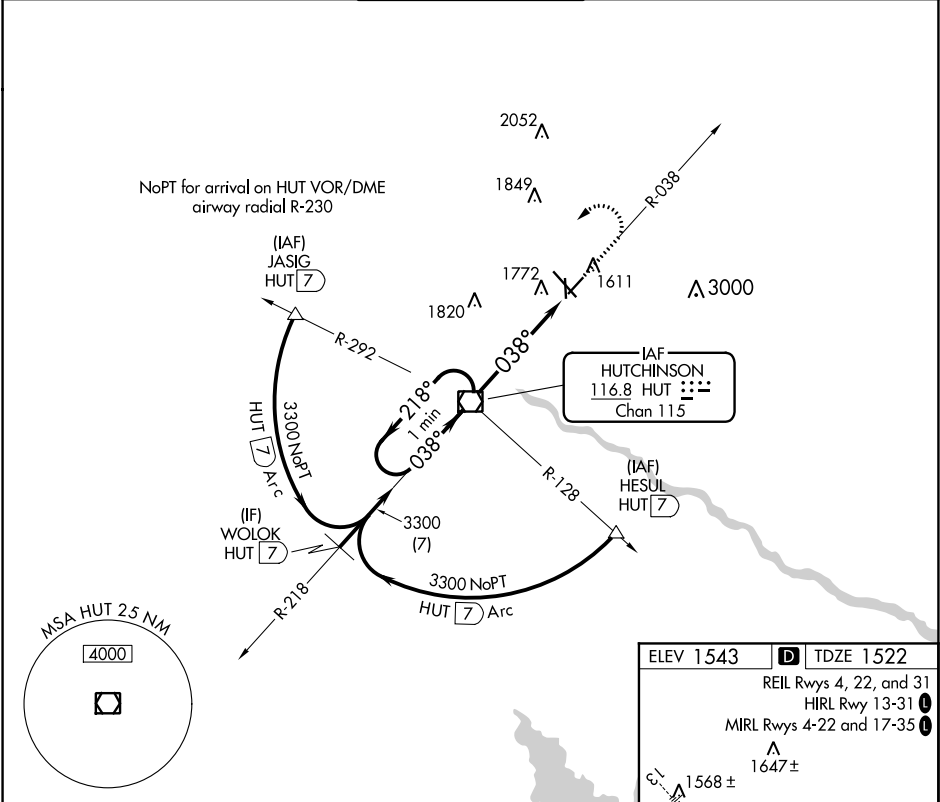 2052
R-038
1849
NoPT for arrival on HUT VOR/DME
airway radial R-230
(IAF)
JASIG
HUT 7
1772
1611
3000
1820
R-292
038°
IAF
HUTCHINSON
116.8 HUT
Chan 115
218°
1 min
038°
3300 NoPT
HUT 7 Arc
R-128
(IAF)
HESUL
HUT 7
(IF)
WOLOK
HUT 7
3300
(7)
3300 NoPT
HUT 7 Arc
R-218
MSA HUT 25 NM
4000
ELEV 1543 D TDZE 1522
REIL Rwys 4, 22, and 31
HIRL Rwy 13-31 L
MIRL Rwys 4-22 and 17-35 L
1647±
13
1568 ±